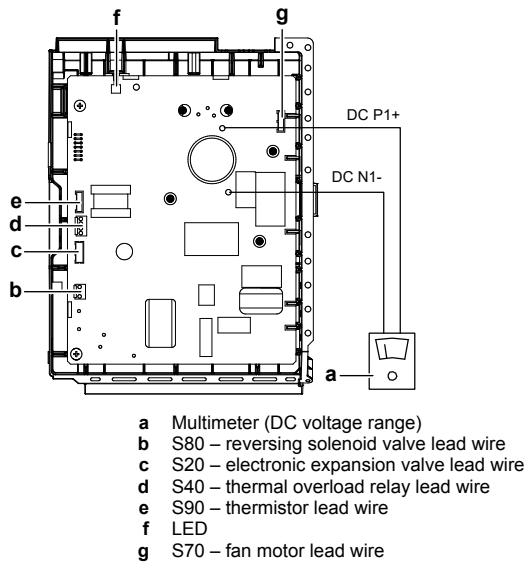 f
g
DC P1+
DC N1-
e
d
c
b
a
a Multimeter (DC voltage range)
b S80 – reversing solenoid valve lead wire
c S20 – electronic expansion valve lead wire
d S40 – thermal overload relay lead wire
e S90 – thermistor lead wire
f LED
g S70 – fan motor lead wire